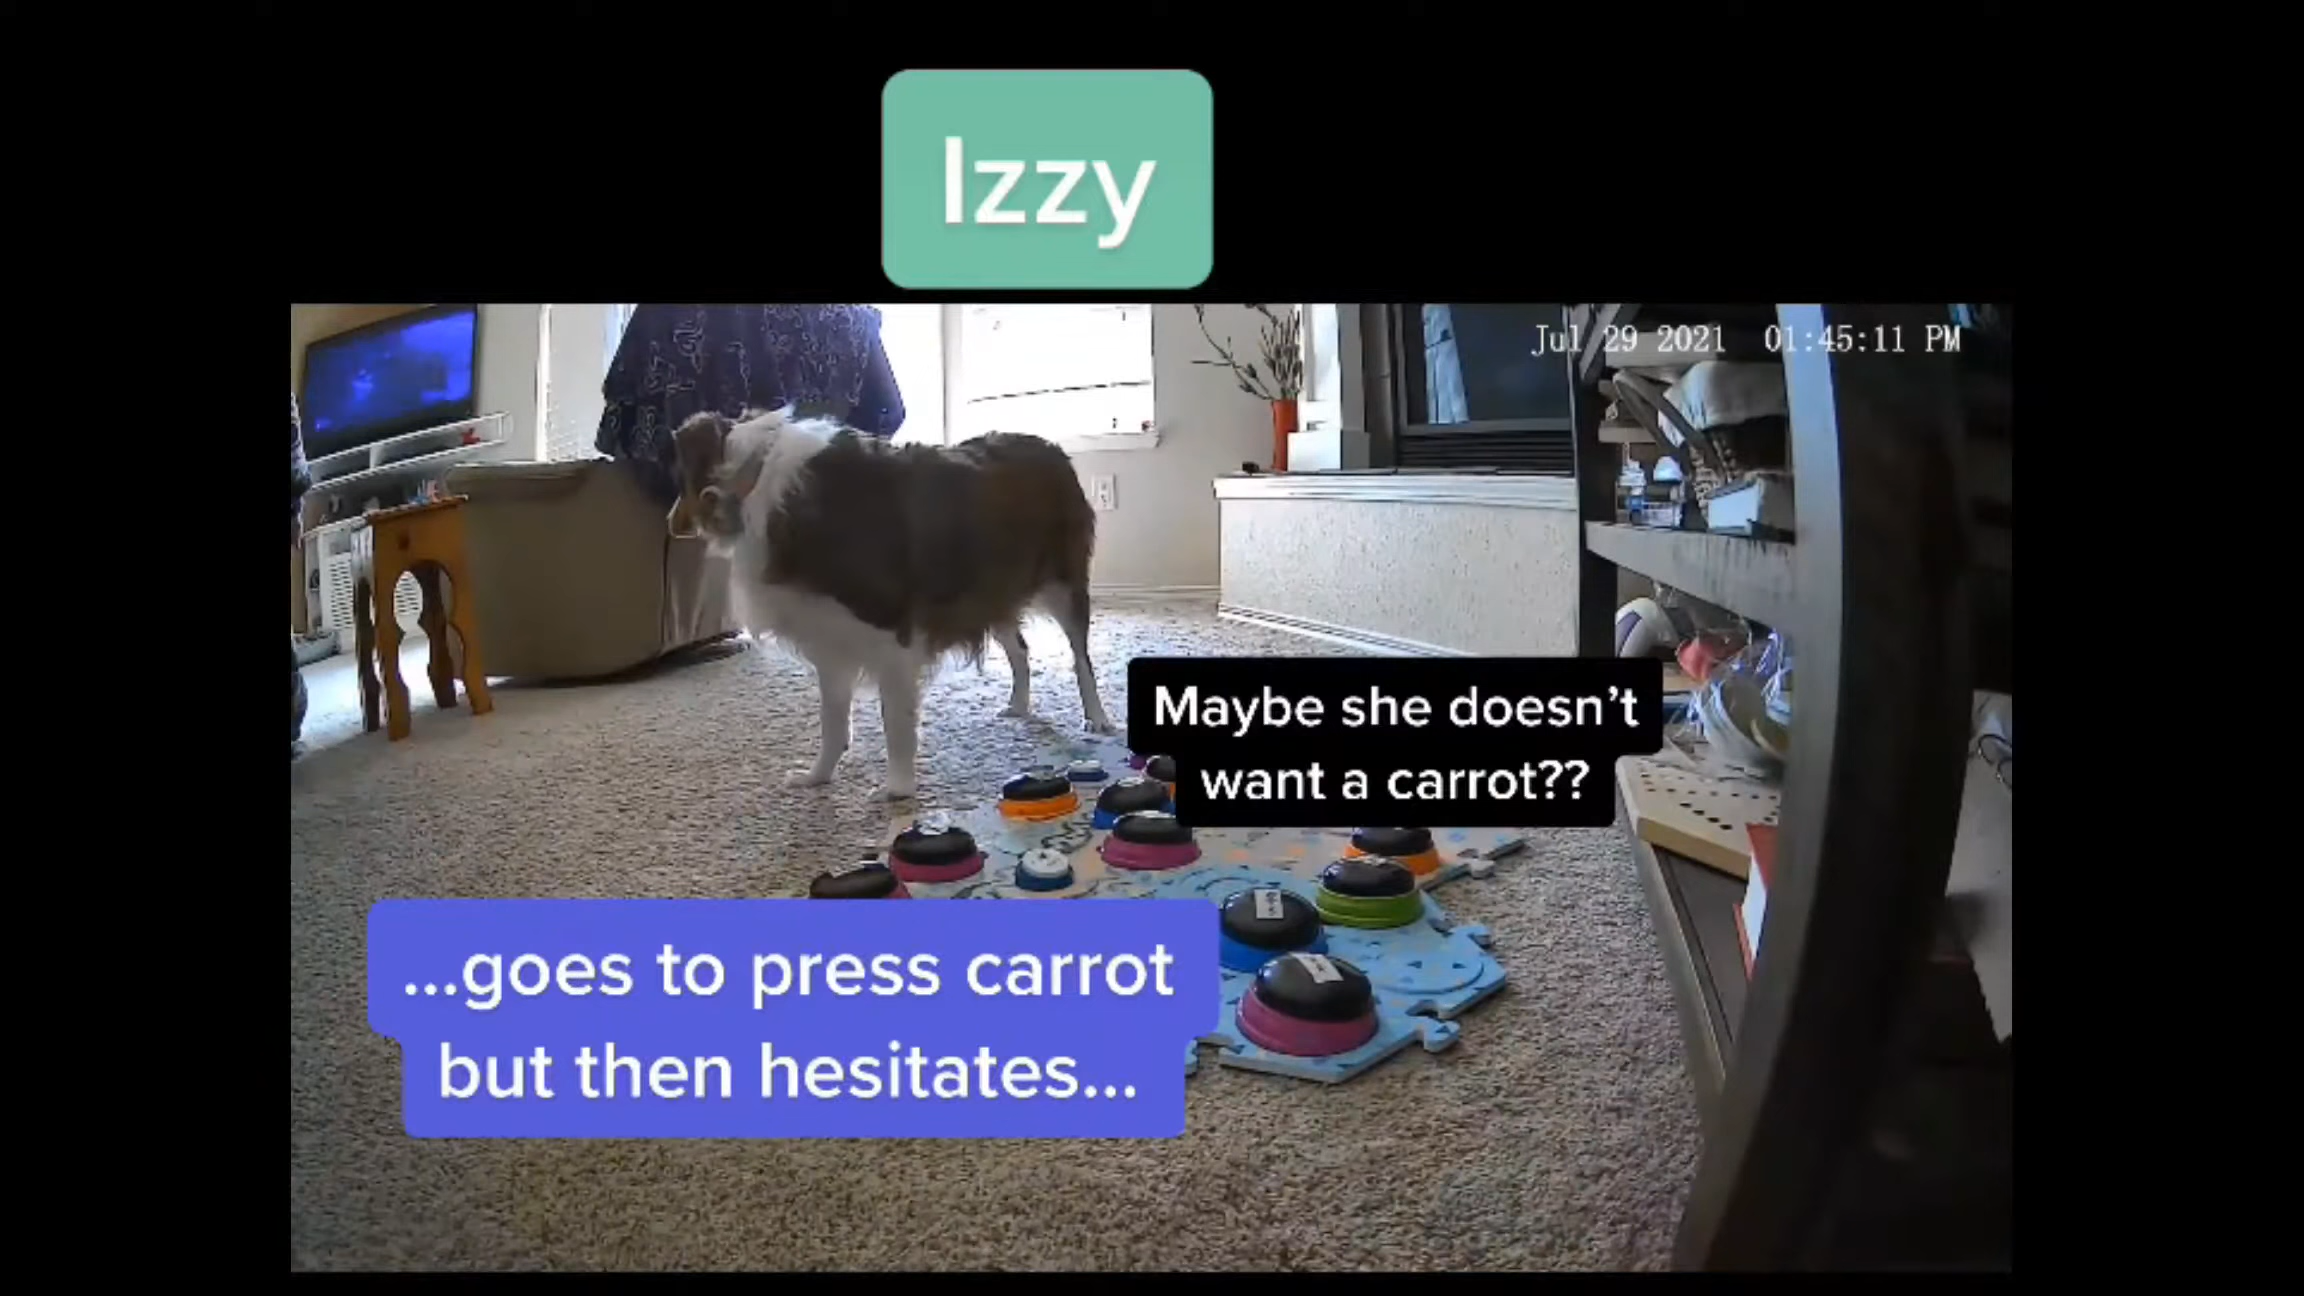 Izzy
Jul 29 2021 01:45:11 PM
Maybe she doesn’t
want a carrot??
...goes to press carrot
but then hesitates...